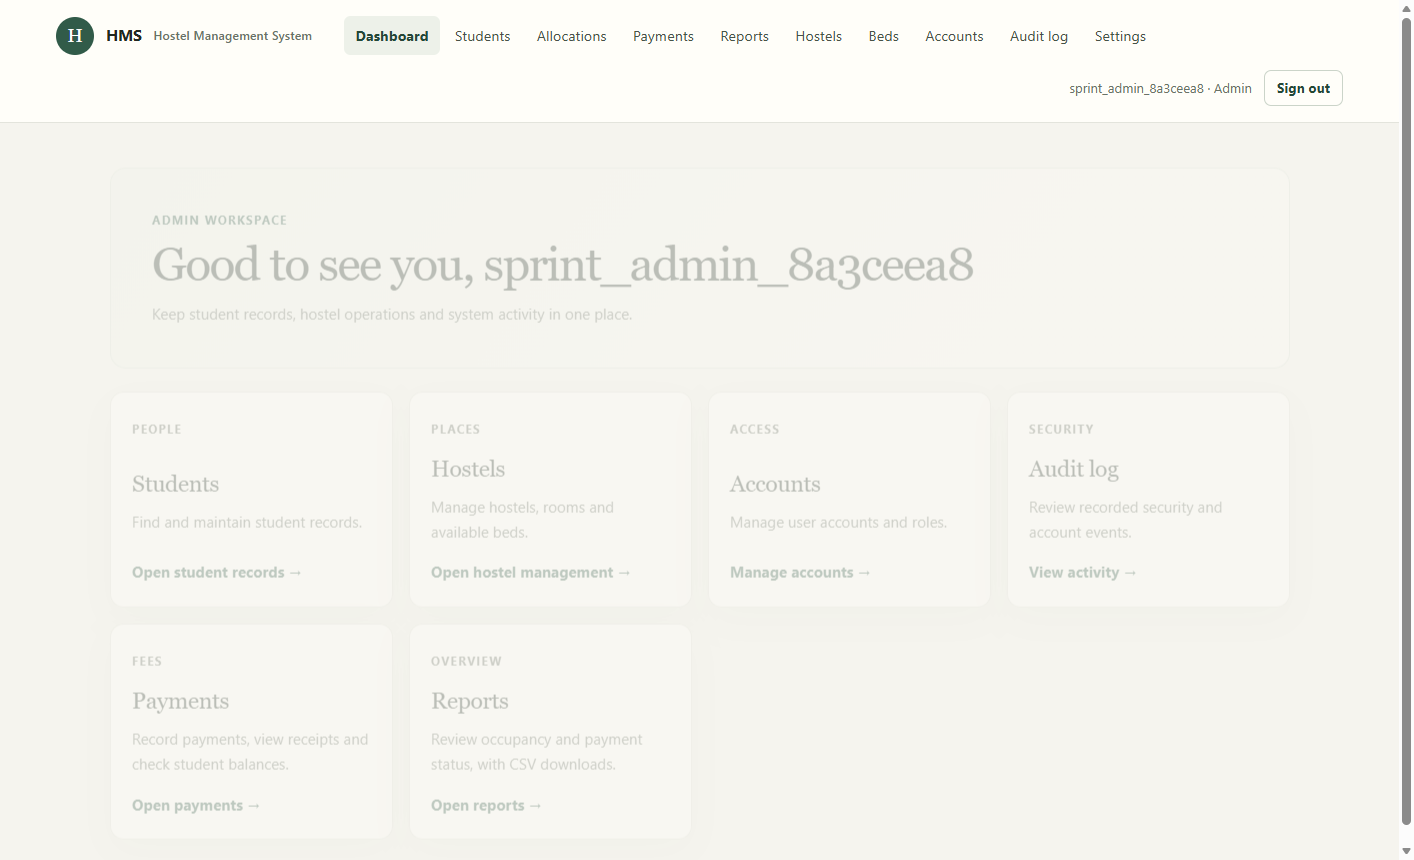 H HMS Hostel Management System Dashboard Students Allocations Payments Reports Hostels Beds Accounts Audit log Settings
sprint_admin_8a3ceea8 · Admin Sign out
ADMIN WORKSPACE
Good to see you, sprint_admin_8a3ceea8
Keep student records, hostel operations and system activity in one place.
PEOPLE
Students
Find and maintain student records.
Open student records →
PLACES
Hostels
Manage hostels, rooms and
available beds.
Open hostel management →
ACCESS
Accounts
Manage user accounts and roles.
Manage accounts →
SECURITY
Audit log
Review recorded security and
account events.
View activity →
FEES
Payments
Record payments, view receipts and
check student balances.
Open payments →
OVERVIEW
Reports
Review occupancy and payment
status, with CSV downloads.
Open reports →